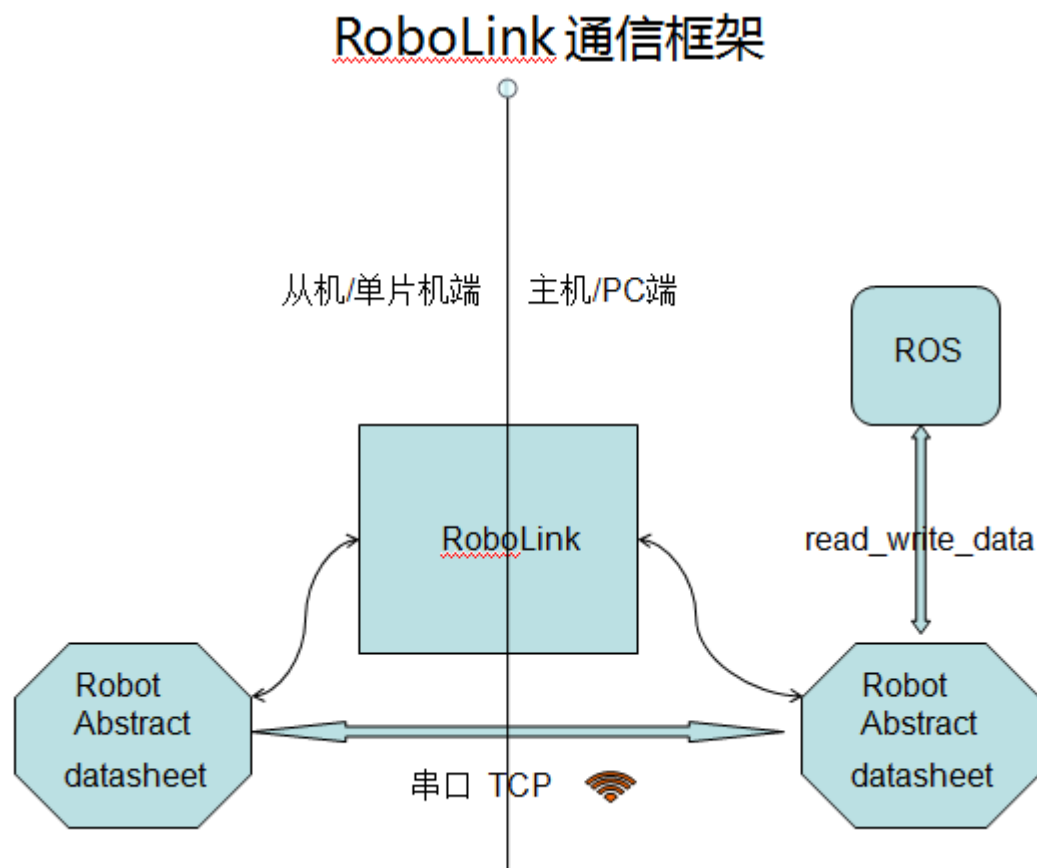 RoboLink 通信框架
从机/单片机端
主机/PC端
ROS
RoboLink
read_write_data
Robot
Abstract
datasheet
Robot
Abstract
datasheet
串口 TCP